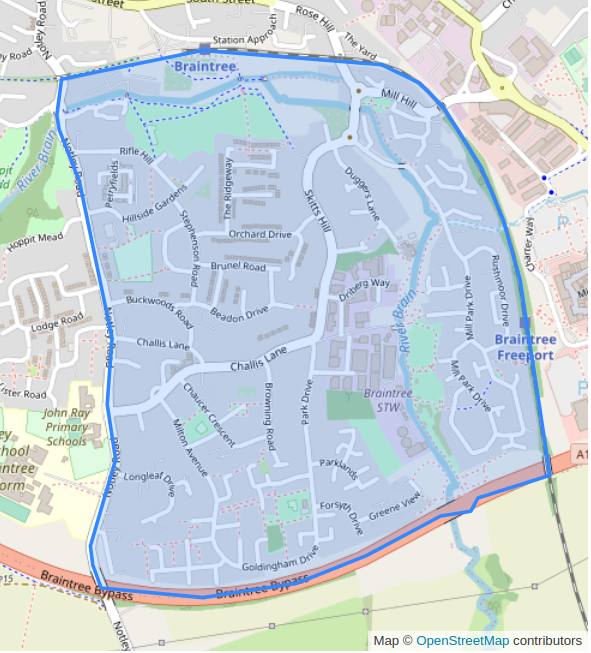 South Street
Rose Hill
The Yard
Station Approach
Notley Road
Braintree
Mill Hill
River Brain
Notley Road
Rifle Hill
Perryfields
The Ridgeway
Duggers Lane
Skitts Hill
Hillside Gardens
Stephenson Road
Orchard Drive
Hoppit Mead
Charter Way
Brunel Road
Driberg Way
Rushmoor Drive
Mill Park Drive
River Brain
Buckwoods Road
Beadon Drive
Lodge Road
Notley Road
Challis Lane
Braintree
Freeport
Challis Lane
Mill Park Drive
Park Drive
Browning Road
Braintree
STW
Chaucer Crescent
John Ray
Primary
Schools
Milton Avenue
Notley Road
A1
Longleaf Drive
Parklands
Greene View
Forsyth Drive
Goldingham Drive
Braintree Bypass
Braintree Bypass
Notley
Map © OpenStreetMap contributors